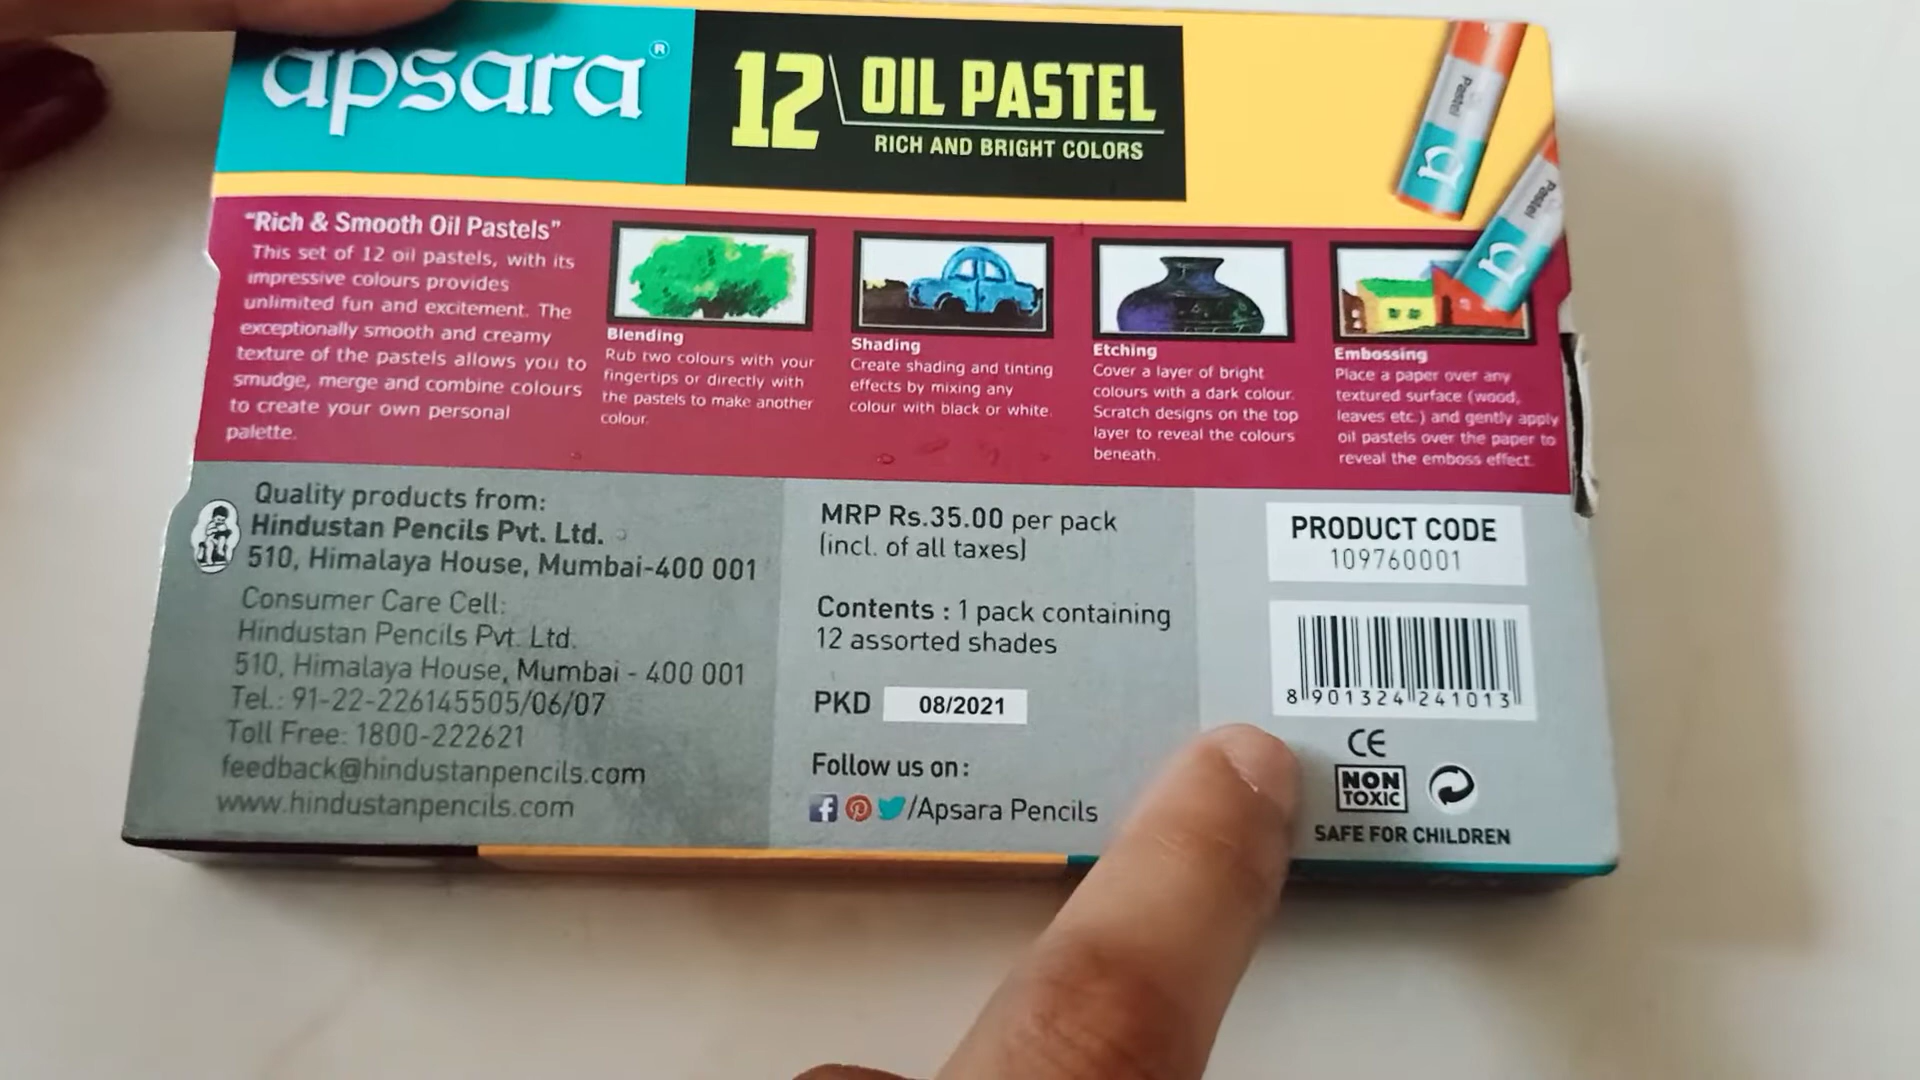 apsara®
12 OIL PASTEL
RICH AND BRIGHT COLORS
Pastel
Pastel
"Rich & Smooth Oil Pastels"
This set of 12 oil pastels, with its
impressive colours provides
unlimited fun and excitement. The
exceptionally smooth and creamy
texture of the pastels allows you to
smudge, merge and combine colours
to create your own personal
palette.
Blending
Rub two colours with your
fingertips or directly with
the pastels to make another
colour.
Shading
Create shading and tinting
effects by mixing any
colour with black or white.
Etching
Cover a layer of bright
colours with a dark colour.
Scratch designs on the top
layer to reveal the colours
beneath.
Embossing
Place a paper over any
textured surface (wood,
leaves etc.) and gently apply
oil pastels over the paper to
reveal the emboss effect.
Quality products from:
Hindustan Pencils Pvt. Ltd.
510, Himalaya House, Mumbai-400 001
Consumer Care Cell:
Hindustan Pencils Pvt. Ltd.
510, Himalaya House, Mumbai - 400 001
Tel.: 91-22-226145505/06/07
Toll Free: 1800-222621
feedback@hindustanpencils.com
www.hindustanpencils.com
MRP Rs.35.00 per pack
(incl. of all taxes)
Contents : 1 pack containing
12 assorted shades
PKD 08/2021
Follow us on:
/Apsara Pencils
PRODUCT CODE
109760001
8 901324 241013
CE
NON
TOXIC
SAFE FOR CHILDREN